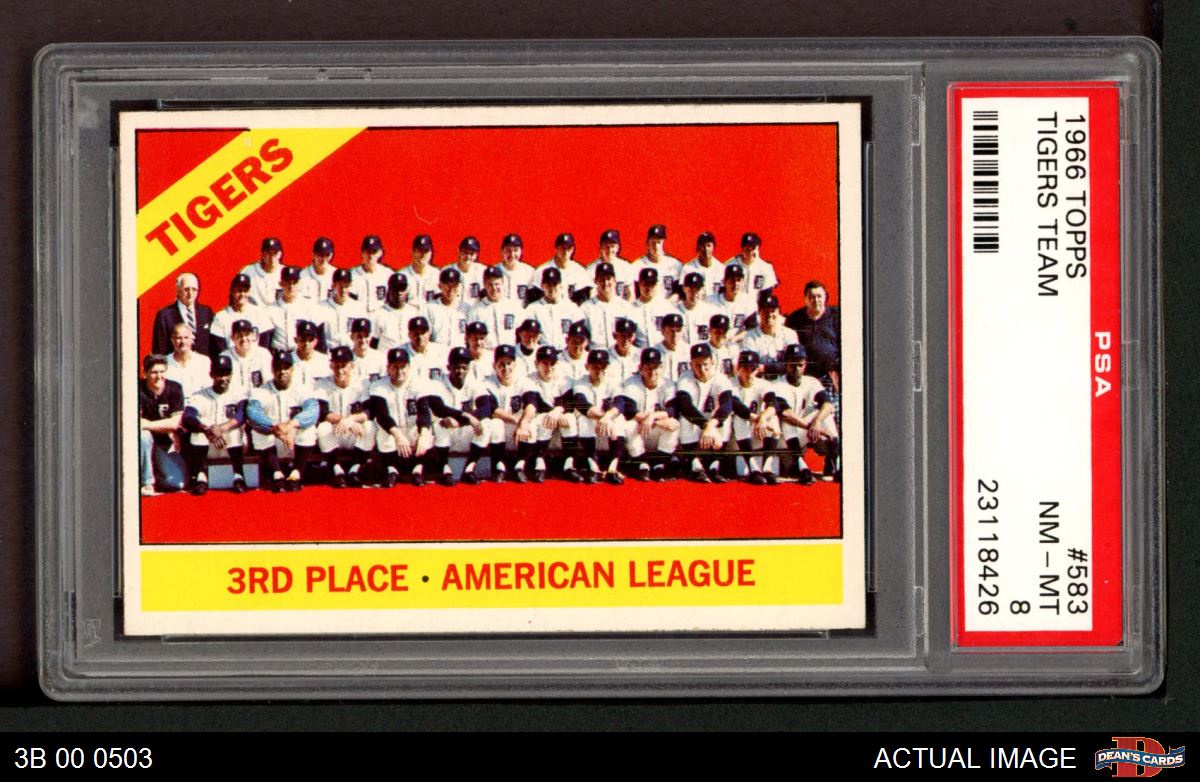 TIGERS
3RD PLACE · AMERICAN LEAGUE
1966 TOPPS
TIGERS TEAM
PSA
#583
NM - MT
8
23118426
3B 00 0503
ACTUAL IMAGE
DEAN'S CARDS